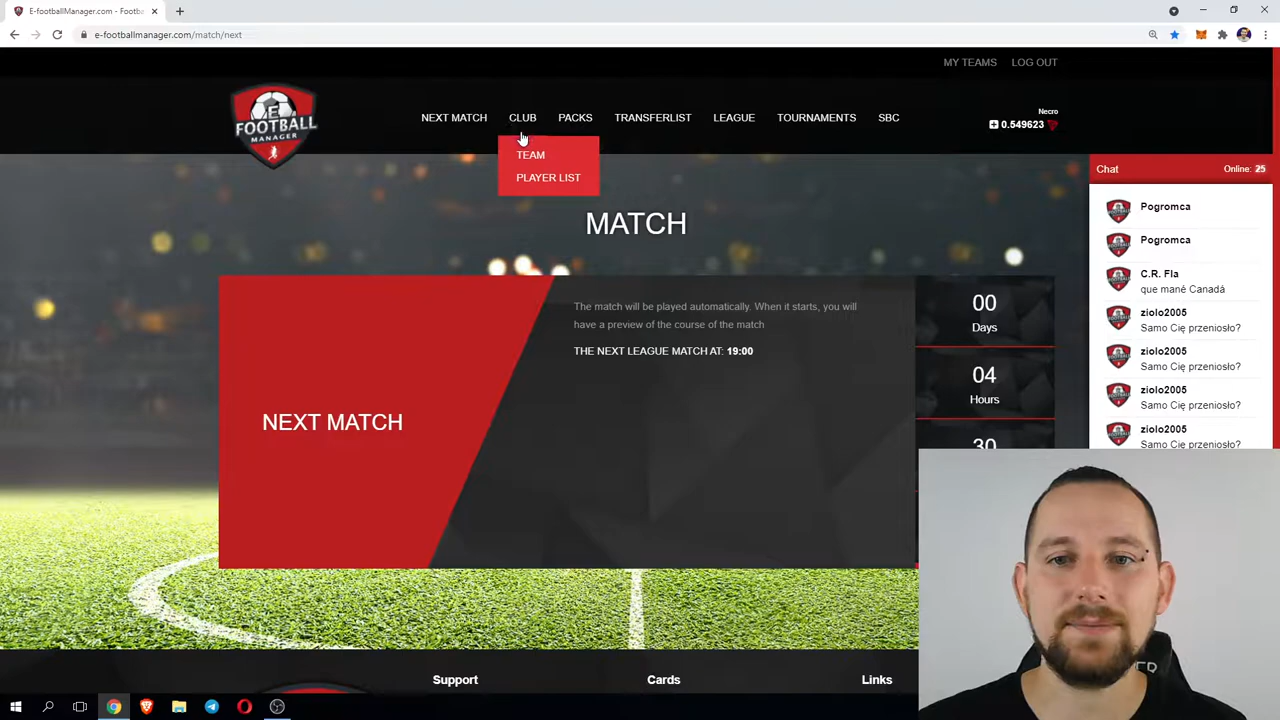 E-footballManager.com - Footba
e-footballmanager.com/match/next
MY TEAMS
LOG OUT
E
FOOTBALL
MANAGER
NEXT MATCH
CLUB
PACKS
TRANSFERLIST
LEAGUE
TOURNAMENTS
SBC
Necro
0.549623
TEAM
PLAYER LIST
MATCH
NEXT MATCH
The match will be played automatically. When it starts, you will
have a preview of the course of the match
THE NEXT LEAGUE MATCH AT: 19:00
00
Days
04
Hours
30
Chat
Online: 25
Pogromca
Pogromca
C.R. Fla
que mané Canadá
ziolo2005
Samo Cię przeniosło?
ziolo2005
Samo Cię przeniosło?
ziolo2005
Samo Cię przeniosło?
ziolo2005
Samo Cię przeniosło?
Support
Cards
Links